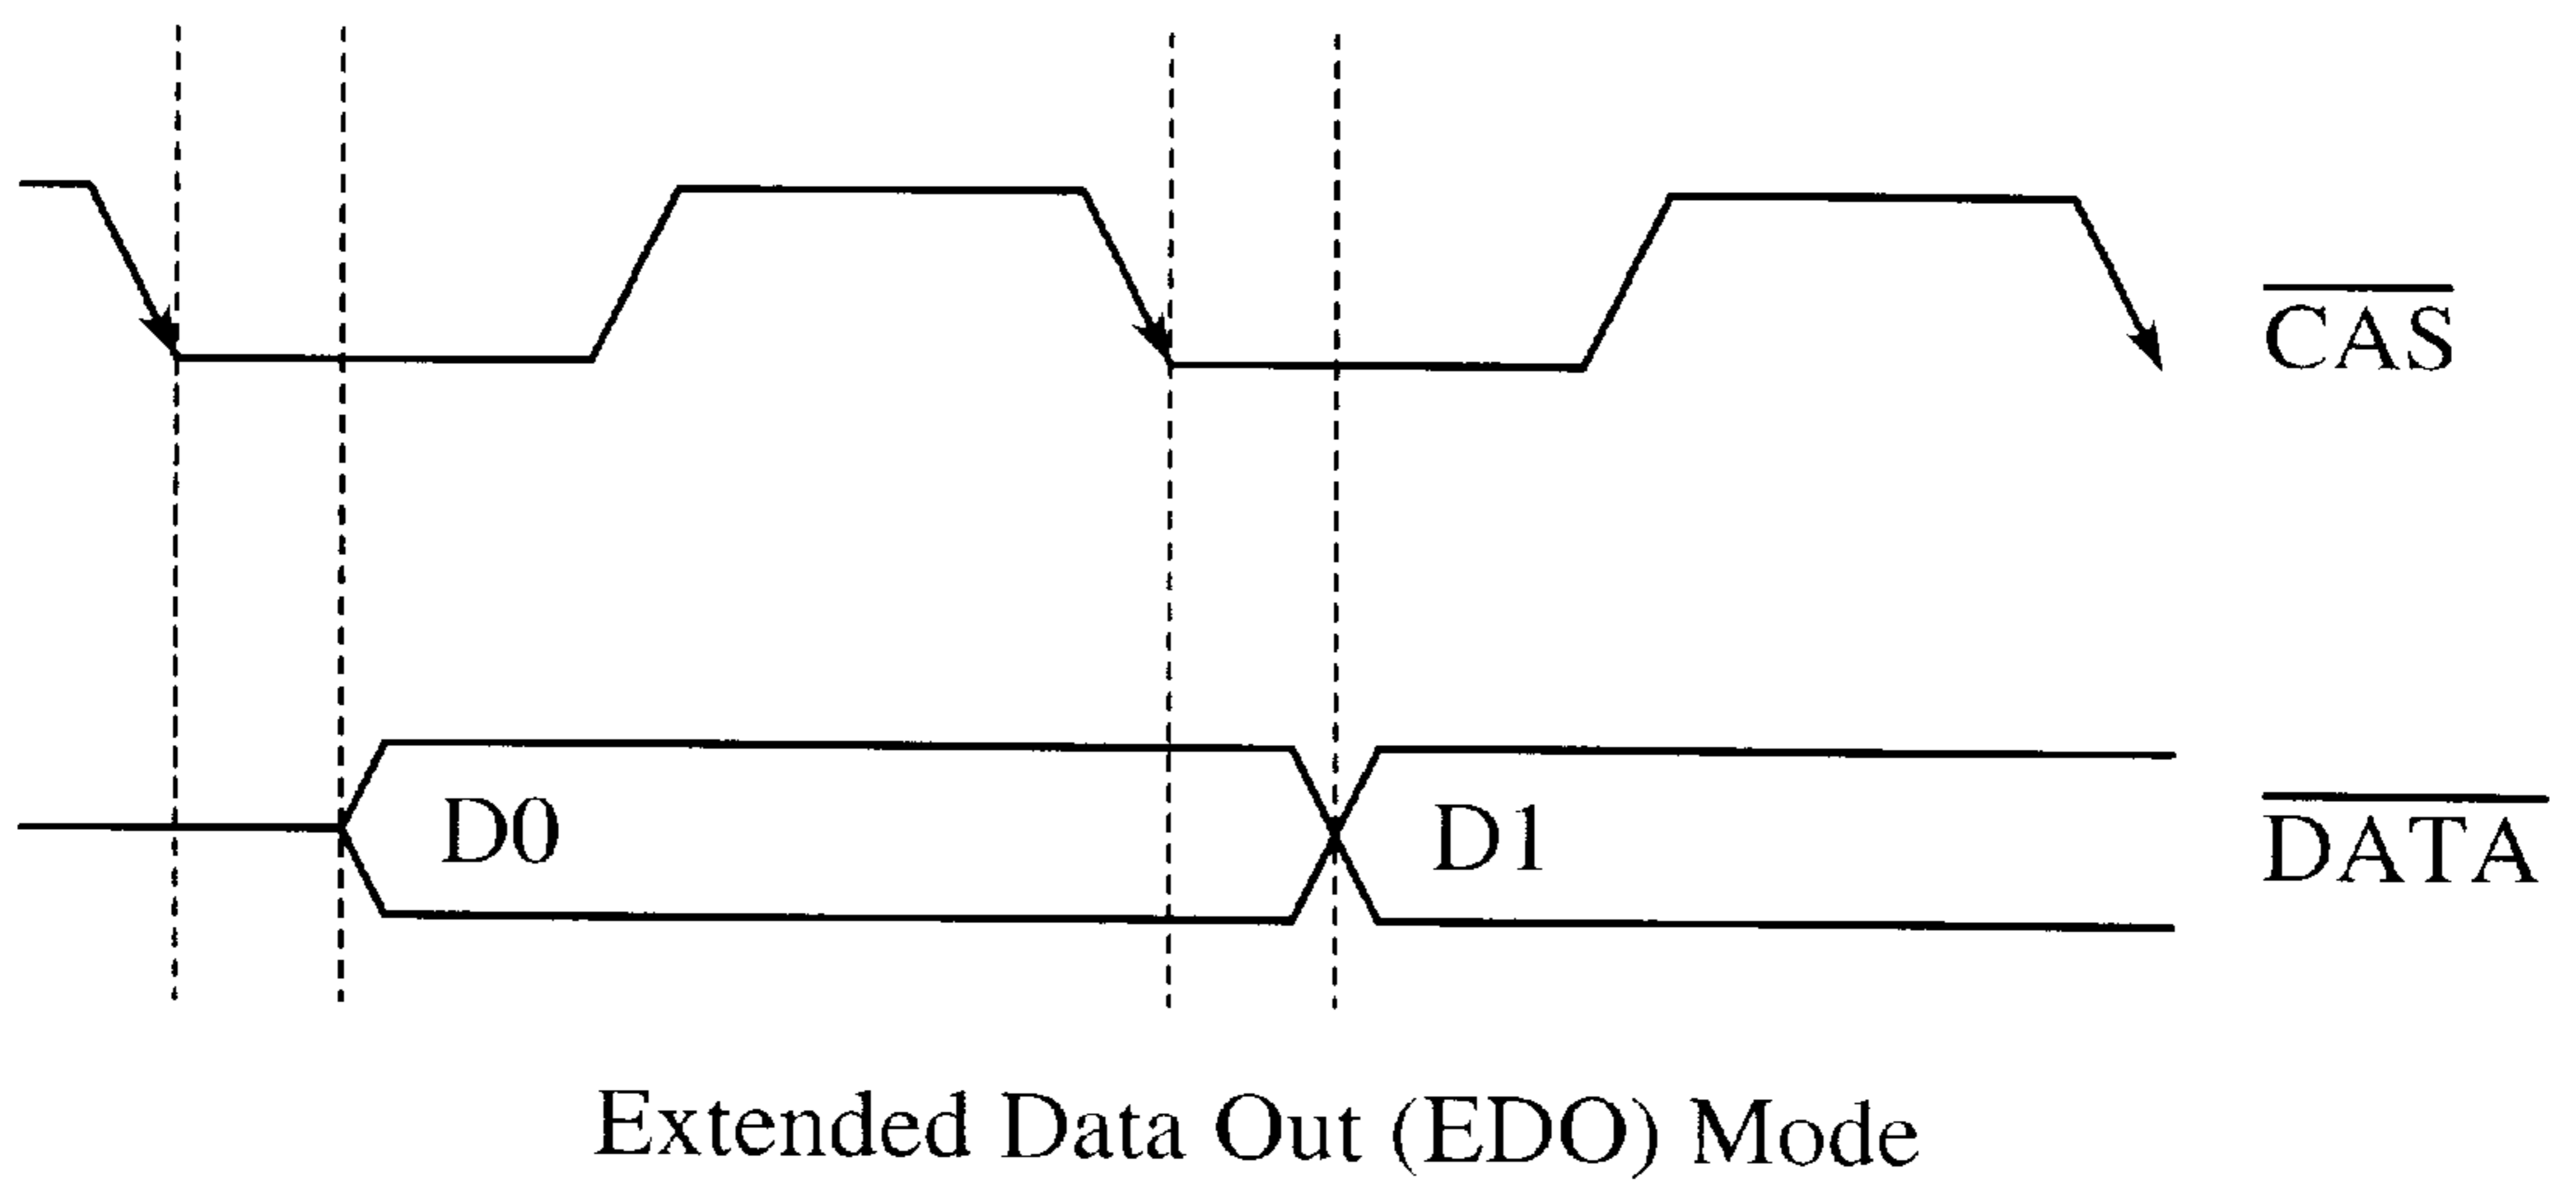 CAS
D0
D1
DATA
Extended Data Out (EDO) Mode